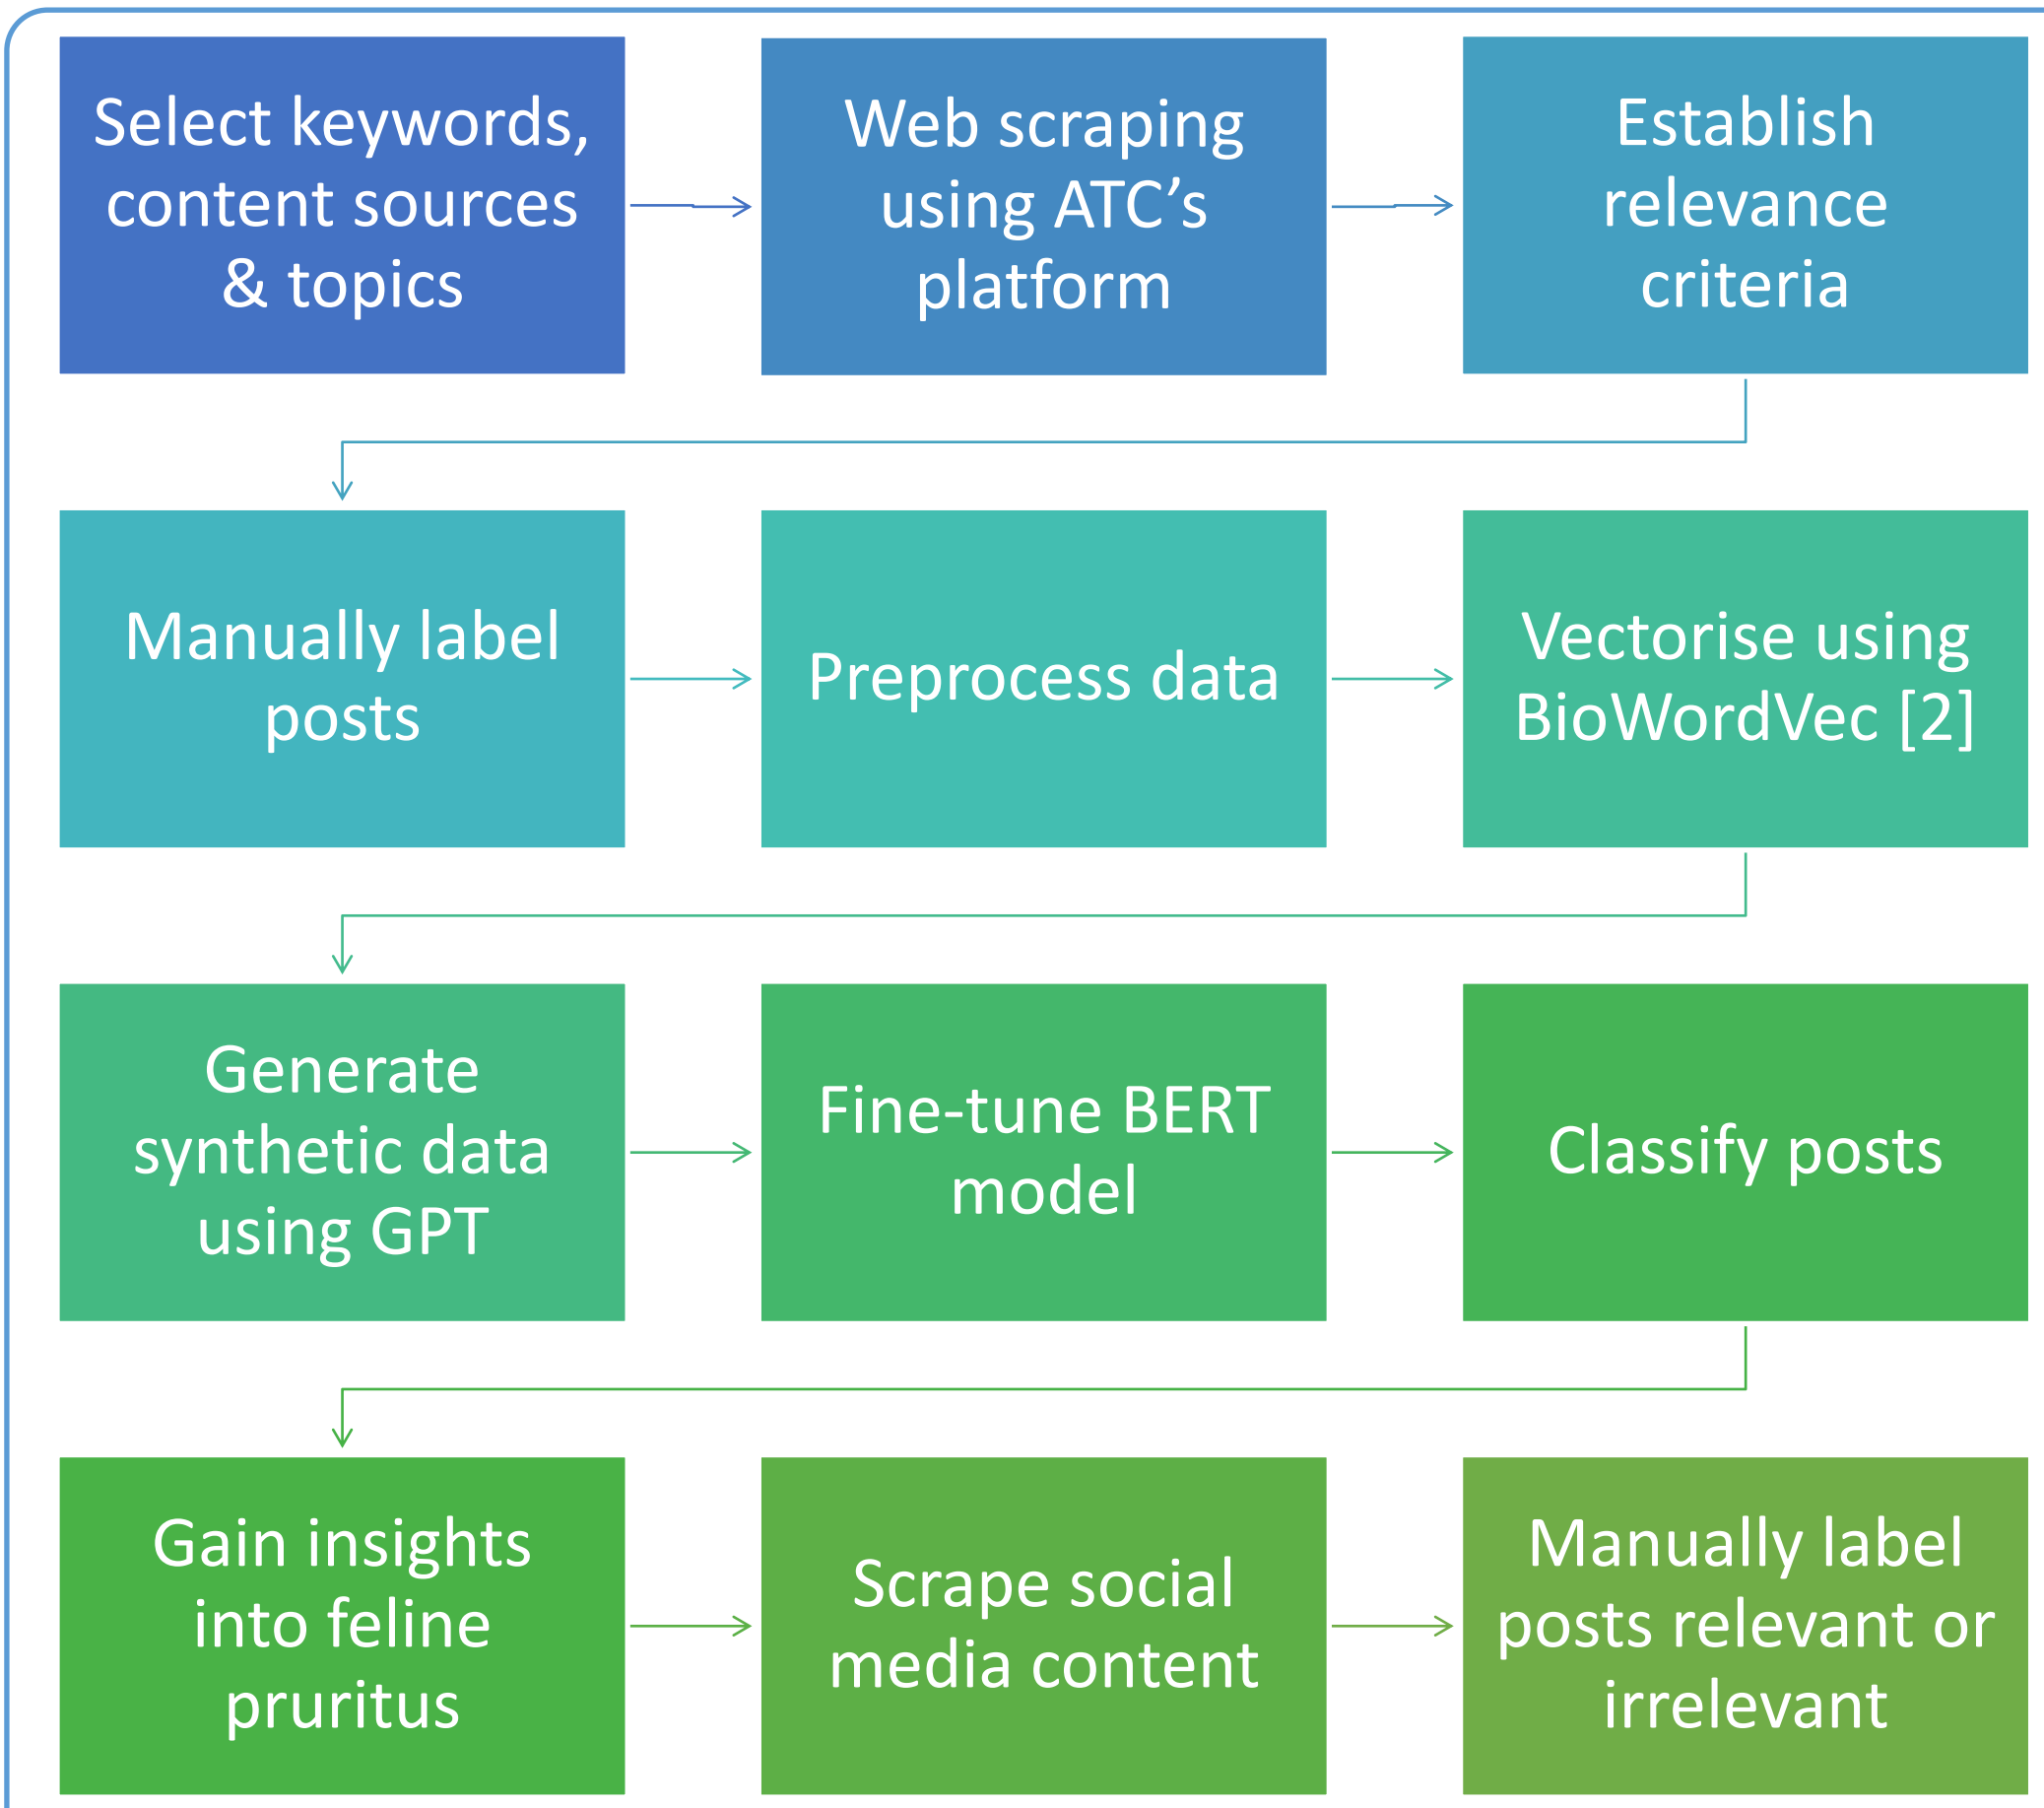 Select keywords,
content sources
& topics
Web scraping
using ATC's
platform
Establish
relevance
criteria
Manually label
posts
Preprocess data
Vectorise using
BioWordVec [2]
Generate
synthetic data
using GPT
Fine-tune BERT
model
Classify posts
Gain insights
into feline
pruritus
Scrape social
media content
Manually label
posts relevant or
irrelevant